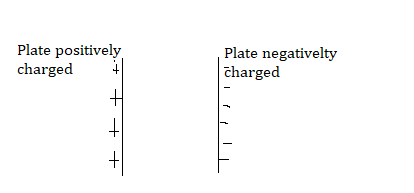 Plate positively
charged
Plate negativelty
charged